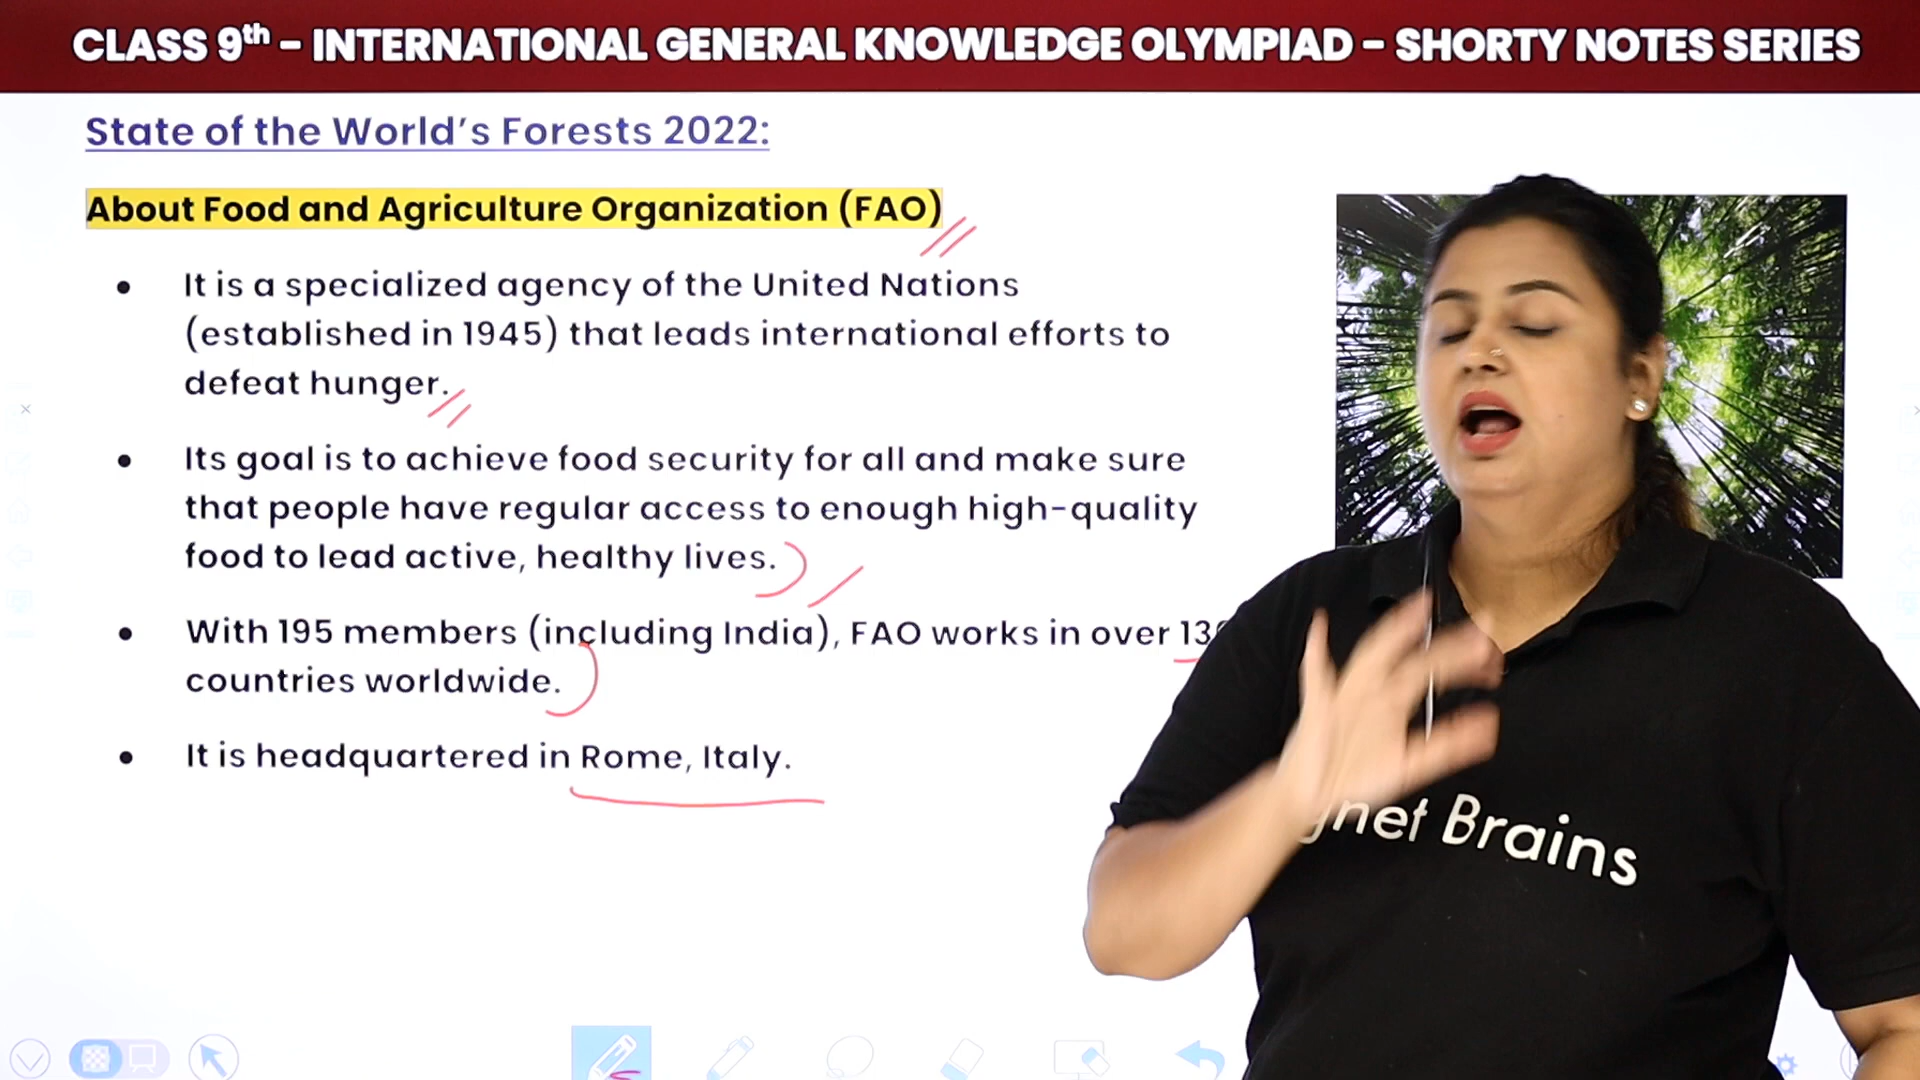 CLASS 9th – INTERNATIONAL GENERAL KNOWLEDGE OLYMPIAD – SHORTY NOTES SERIES
State of the World's Forests 2022:
About Food and Agriculture Organization (FAO)
• It is a specialized agency of the United Nations
(established in 1945) that leads international efforts to
defeat hunger.
• Its goal is to achieve food security for all and make sure
that people have regular access to enough high-quality
food to lead active, healthy lives.
• With 195 members (including India), FAO works in over
countries worldwide.
• It is headquartered in Rome, Italy.
Brains